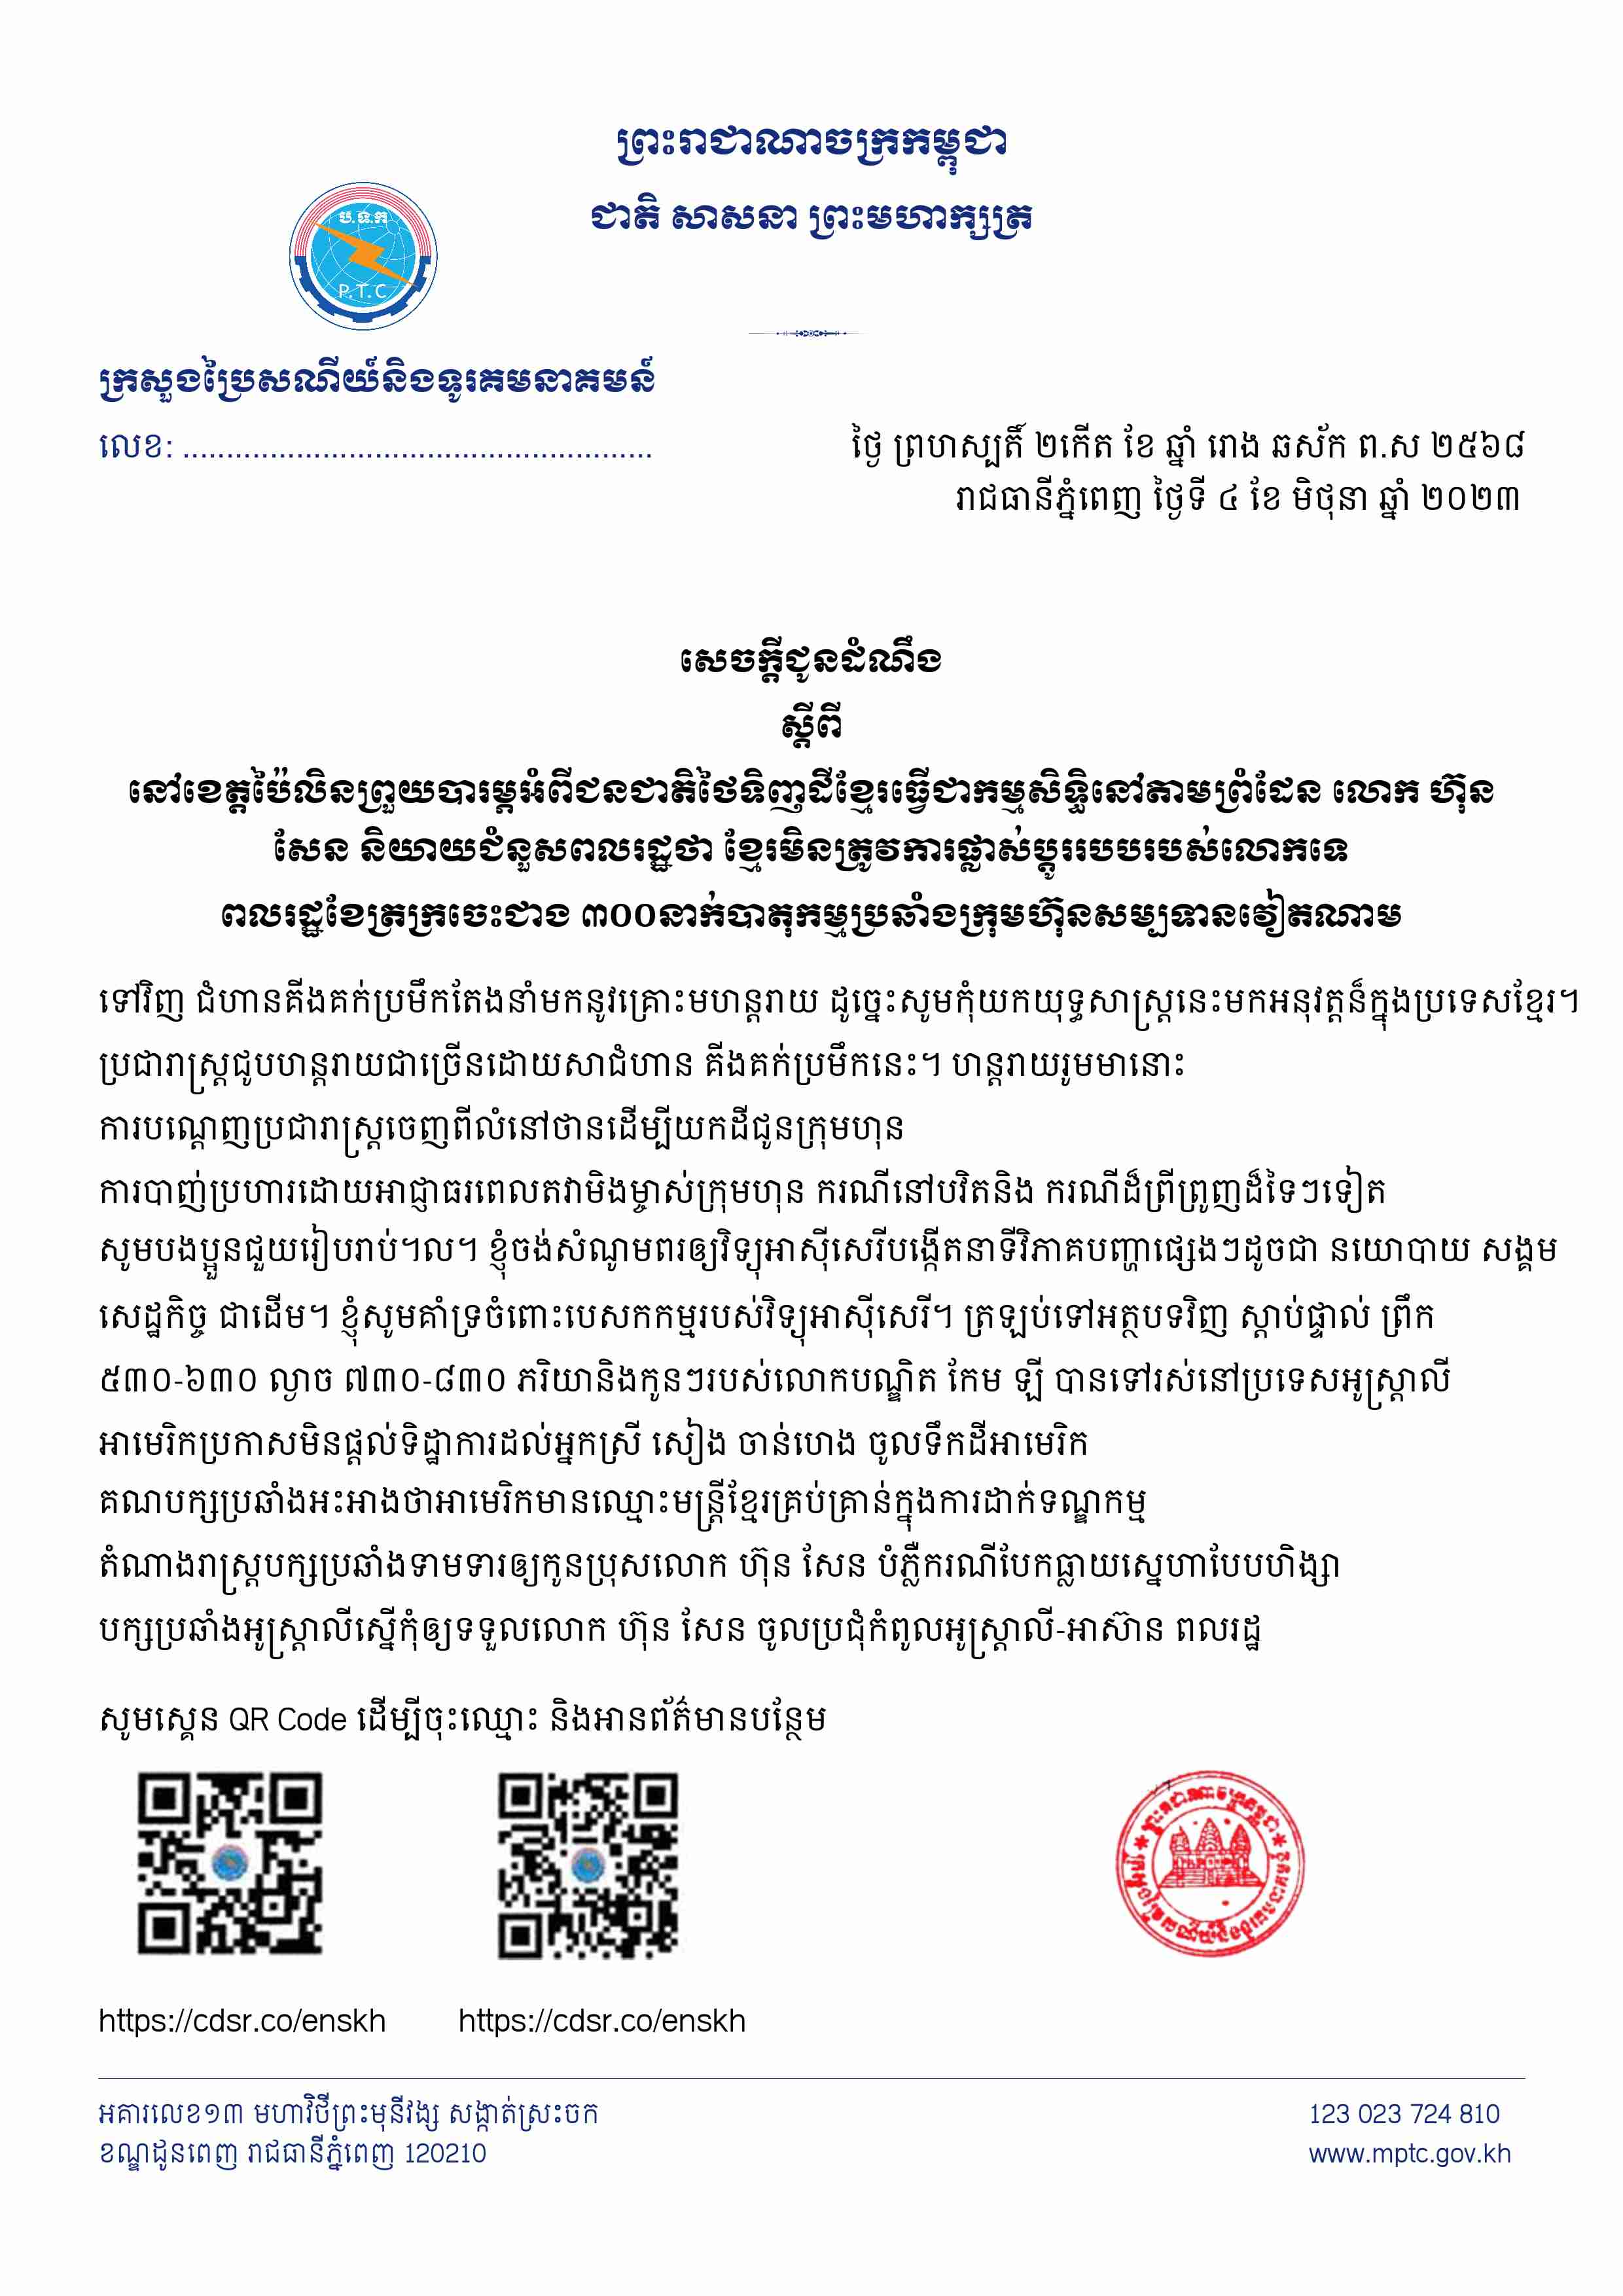 ព្រះរាជាណាចក្រកម្ពុជា
ជាតិ សាសនា ព្រះមហាក្សត្រ
ប.ទ.ក
P.T.C
ក្រសួងប្រៃសណីយ៍និងទូរគមនាគមន៍
លេខ: ......................................................
ថ្ងៃ ព្រហស្បតិ៍ ២កើត ខែ ឆ្នាំ រោង ឆស័ក ព.ស ២៥៦៨
រាជធានីភ្នំពេញ ថ្ងៃទី ៤ ខែ មិថុនា ឆ្នាំ ២០២៣
សេចក្តីជូនដំណឹង
ស្តីពី
នៅខេត្តប៉ៃលិនព្រួយបារម្ភអំពីជនជាតិថៃទិញដីខ្មែរធ្វើជាកម្មសិទ្ធិនៅតាមព្រំដែន លោក ហ៊ុន
សែន និយាយជំនួសពលរដ្ឋថា ខ្មែរមិនត្រូវការផ្លាស់ប្តូររបបរបស់លោកទេ
ពលរដ្ឋខែត្រក្រចេះជាង ៣០០នាក់បាតុកម្មប្រឆាំងក្រុមហ៊ុនសម្បទានវៀតណាម
ទៅវិញ ជំហានគីងគក់ប្រមឹកតែងនាំមកនូវគ្រោះមហន្តរាយ ដូច្នេះសូមកុំយកយុទ្ធសាស្ត្រនេះមកអនុវត្តន៏ក្នុងប្រទេសខ្មែរ។
ប្រជារាស្ត្រជូបហន្តរាយជាច្រើនដោយសាជំហាន គីងគក់ប្រមឹកនេះ។ ហន្តរាយរូមមានោះ
ការបណ្តេញប្រជារាស្ត្រចេញពីលំនៅថានដើម្បីយកដីជូនក្រុមហុន
ការបាញ់ប្រហារដោយអាជ្ញាធរពេលតវាមិងម្ចាស់ក្រុមហុន ករណីនៅបរិតនិង ករណីដ៏ព្រីព្រូញដ៏ទៃៗទៀត
សូមបងប្អួនជួយរៀបរាប់។ល។ ខ្ញុំចង់សំណូមពរឲ្យវិទ្យុអាស៊ីសេរីបង្កើតនាទីវិភាគបញ្ហាផ្សេងៗដូចជា នយោបាយ សង្គម
សេដ្ឋកិច្ច ជាដើម។ ខ្ញុំសូមគាំទ្រចំពោះបេសកកម្មរបស់វិទ្យុអាស៊ីសេរី។ ត្រឡប់ទៅអត្ថបទវិញ ស្តាប់ផ្ទាល់ ព្រឹក
៥៣០-៦៣០ ល្ងាច ៧៣០-៨៣០ ភរិយានិងកូនៗរបស់លោកបណ្ឌិត កែម ឡី បានទៅរស់នៅប្រទេសអូស្ត្រាលី
អាមេរិកប្រកាសមិនផ្តល់ទិដ្ឋាការដល់អ្នកស្រី សៀង ចាន់ហេង ចូលទឹកដីអាមេរិក
គណបក្សប្រឆាំងអះអាងថាអាមេរិកមានឈ្មោះមន្ត្រីខ្មែរគ្រប់គ្រាន់ក្នុងការដាក់ទណ្ឌកម្ម
តំណាងរាស្ត្របក្សប្រឆាំងទាមទារឲ្យកូនប្រុសលោក ហ៊ុន សែន បំភ្លឺករណីបែកធ្លាយស្នេហាបែបហិង្សា
បក្សប្រឆាំងអូស្ត្រាលីស្នើកុំឲ្យទទួលលោក ហ៊ុន សែន ចូលប្រជុំកំពូលអូស្ត្រាលី-អាស៊ាន ពលរដ្ឋ
សូមស្គេន QR Code ដើម្បីចុះឈ្មោះ និងអានព័ត៌មានបន្ថែម
ព្រះរាជាណាចក្រកម្ពុជា
ក្រសួងប្រៃសណីយ៍និងទូរគមនាគមន៍
https://cdsr.co/enskh https://cdsr.co/enskh
អគារលេខ១៣ មហាវិថីព្រះមុនីវង្ស សង្កាត់ស្រះចក
ខណ្ឌដូនពេញ រាជធានីភ្នំពេញ 120210
123 023 724 810
www.mptc.gov.kh